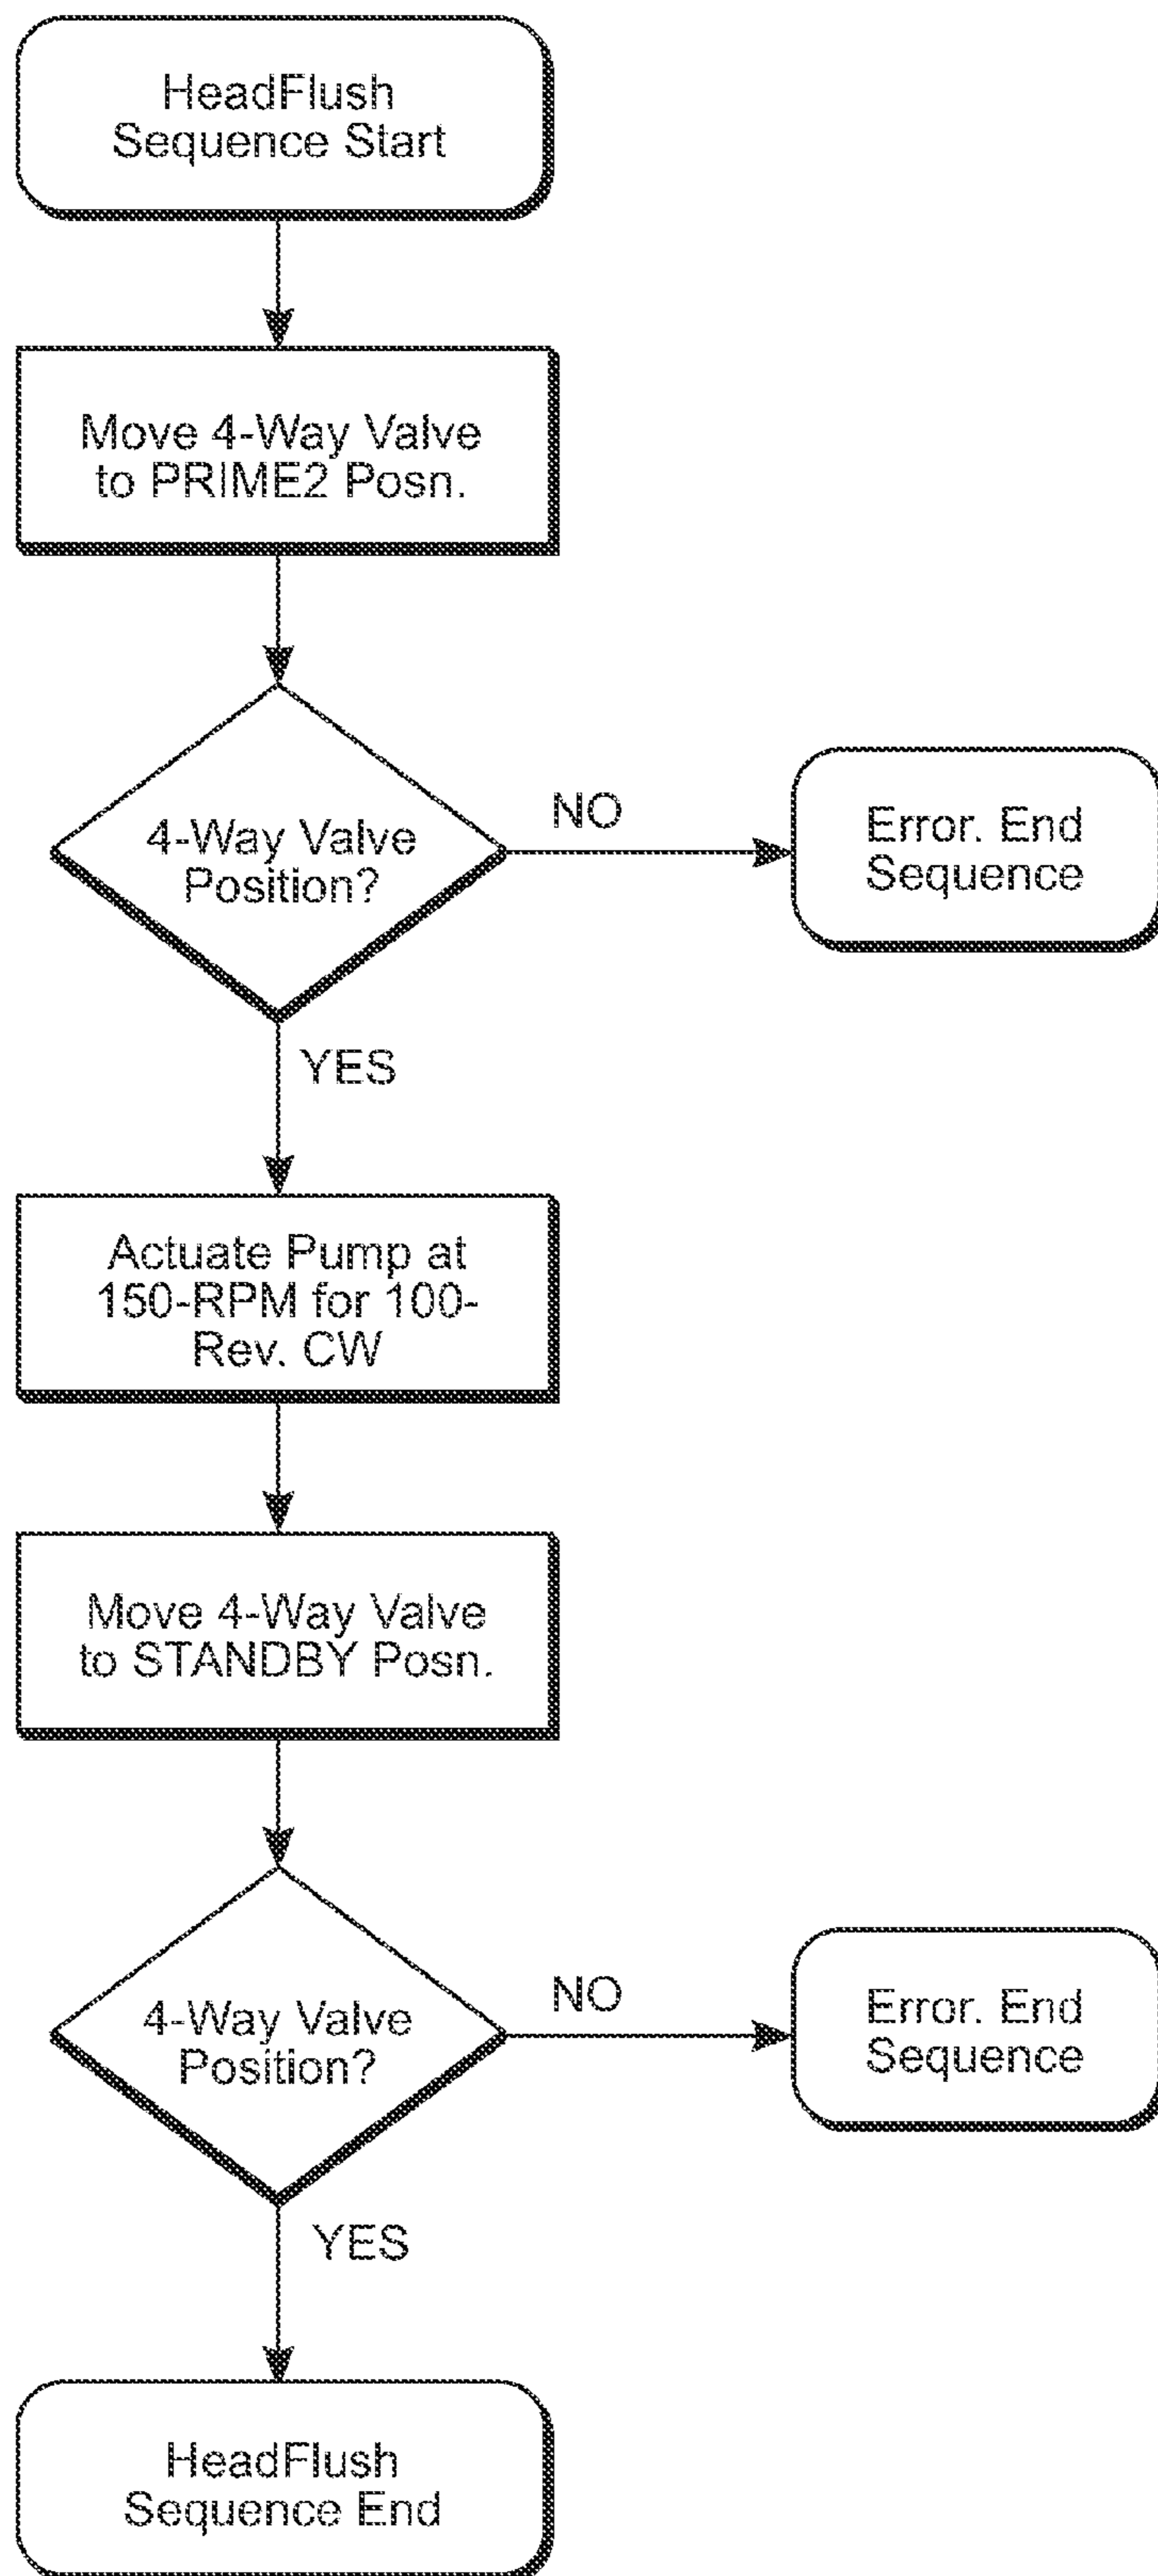 HeadFlush
Sequence Start
Move 4-Way Valve
to PRIME2 Posn.
4-Way Valve
Position?
NO
Error. End
Sequence
YES
Actuate Pump at
150-RPM for 100-
Rev. CW
Move 4-Way Valve
to STANDBY Posn.
4-Way Valve
Position?
NO
Error. End
Sequence
YES
HeadFlush
Sequence End